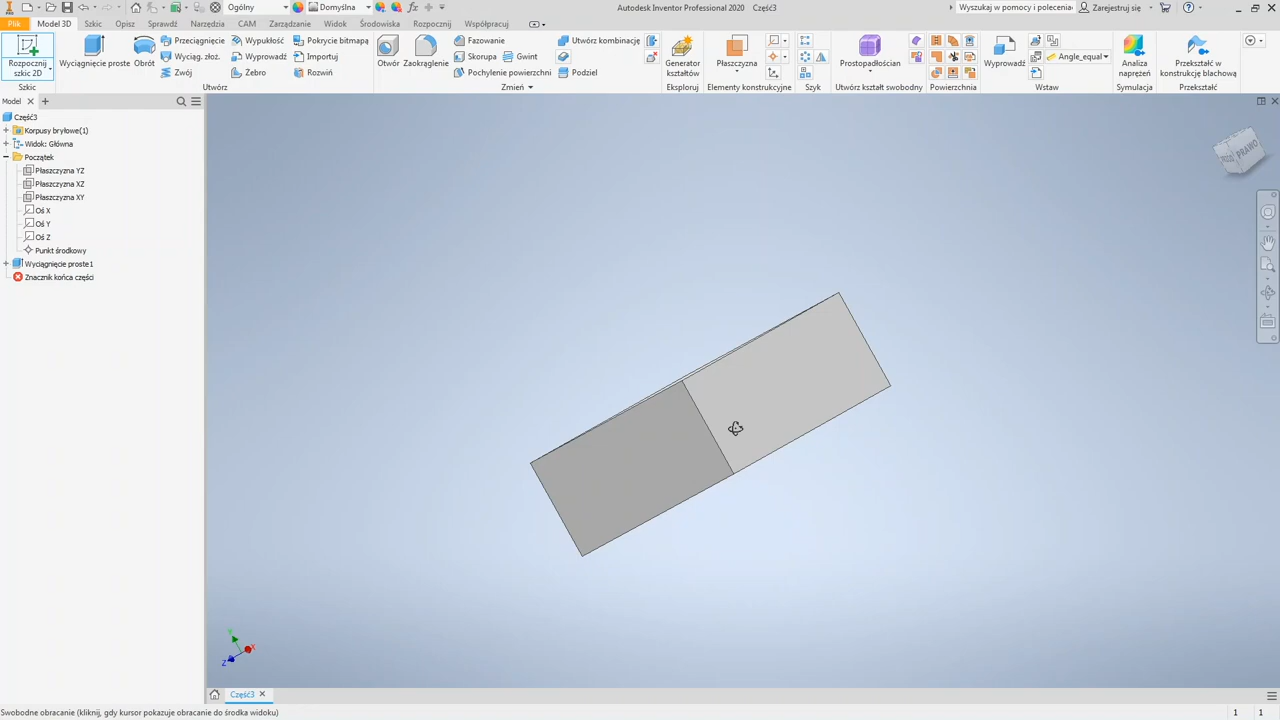 Ogólny
Domyślna
Autodesk Inventor Professional 2020 Część3
Wyszukaj w pomocy i poleceniac
Zarejestruj się
Plik Model 3D Szkic Opisz Sprawdź Narzędzia CAM Zarządzanie Widok Środowiska Rozpocznij Współpracuj
Rozpocznij szkic 2D
Wyciągnięcie proste
Obrót
Przeciągnięcie
Wyciąg. złoż.
Zwój
Wypukłość
Wprowadź
Żebro
Pokrycie bitmapą
Importuj
Rozwiń
Otwór
Zaokrąglenie
Fazowanie
Skorupa
Gwint
Pochylenie powierzchni
Utwórz kombinację
Podziel
Generator kształtów
Płaszczyzna
Prostopadłościan
Wyprowadź
Angle_equal
Analiza naprężeń
Przekształć w konstrukcję blachową
Szkic Utwórz Zmień Eksploruj Elementy konstrukcyjne Szyk Utwórz kształt swobodny Powierzchnia Wstaw Symulacja Przekształć
Model
Część3
Korpusy bryłowe(1)
Widok: Główna
Początek
Płaszczyzna YZ
Płaszczyzna XZ
Płaszczyzna XY
Oś X
Oś Y
Oś Z
Punkt środkowy
Wyciągnięcie proste1
Znacznik końca części
PRAWO
Y
X
Z
Część3
Swobodne obracanie (kliknij, gdy kursor pokazuje obracanie do środka widoku)
1 1